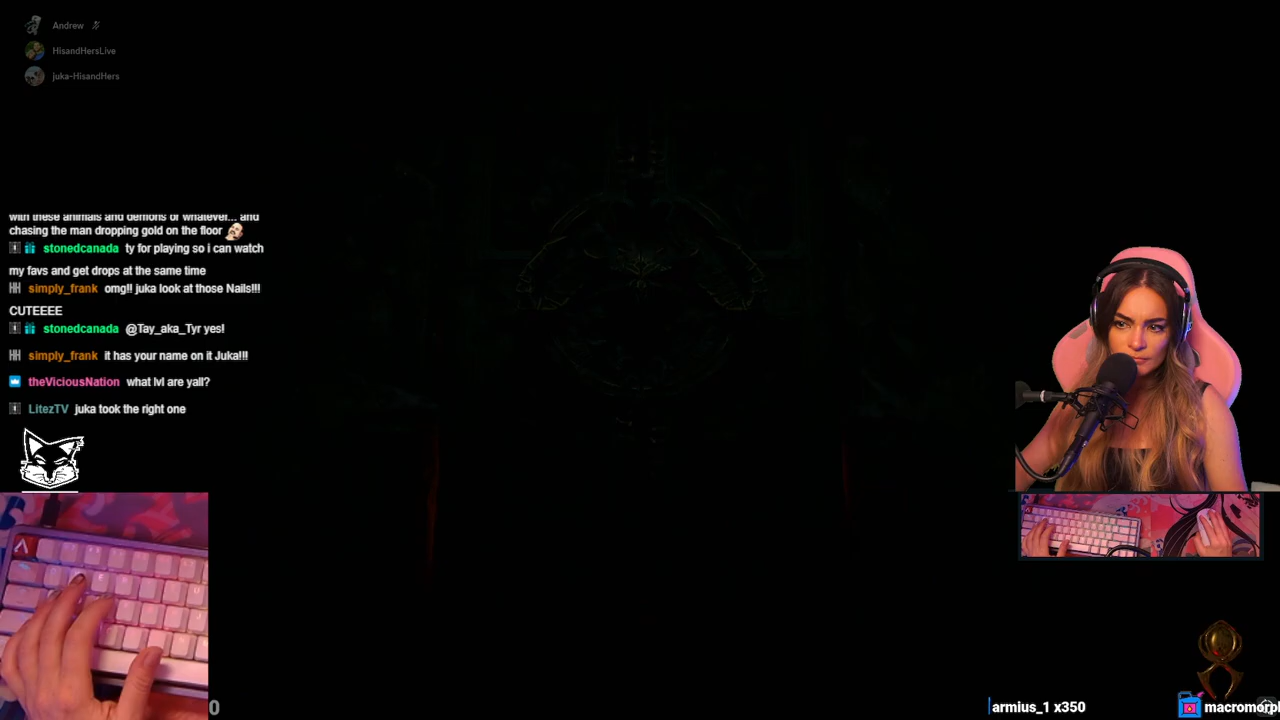 Andrew
HisandHersLive
juka-HisandHers
with these animals and demons or whatever... and
chasing the man dropping gold on the floor
stonedcanada ty for playing so i can watch
my favs and get drops at the same time
simply_frank omg!! juka look at those Nails!!!
CUTEEEE
stonedcanada @Tay_aka_Tyr yes!
simply_frank it has your name on it Juka!!!
theViciousNation what lvl are yall?
LitezTV juka took the right one
0
armius_1 x350
macromorp